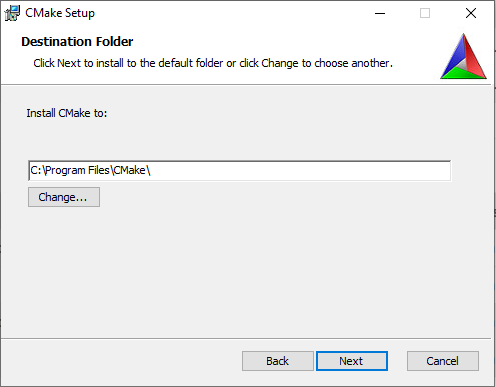 CMake Setup
Destination Folder
Click Next to install to the default folder or click Change to choose another.
Install CMake to:
C:\Program Files\CMake\
Change...
Back Next Cancel